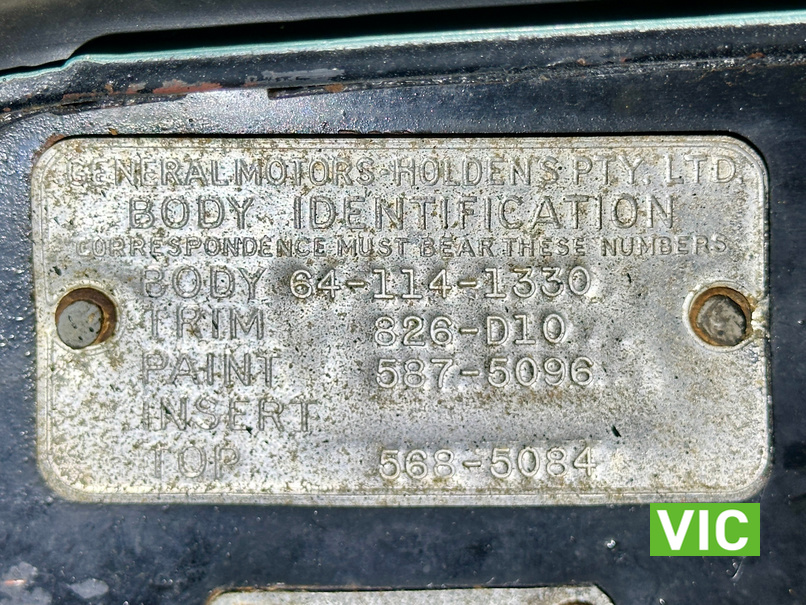 GENERAL MOTORS-HOLDEN'S PTY. LTD.
BODY IDENTIFICATION
CORRESPONDENCE MUST BEAR THESE NUMBERS
BODY 64-114-1330
TRIM 826-D10
PAINT 587-5096
INSERT
TOP 568-5084
VIC